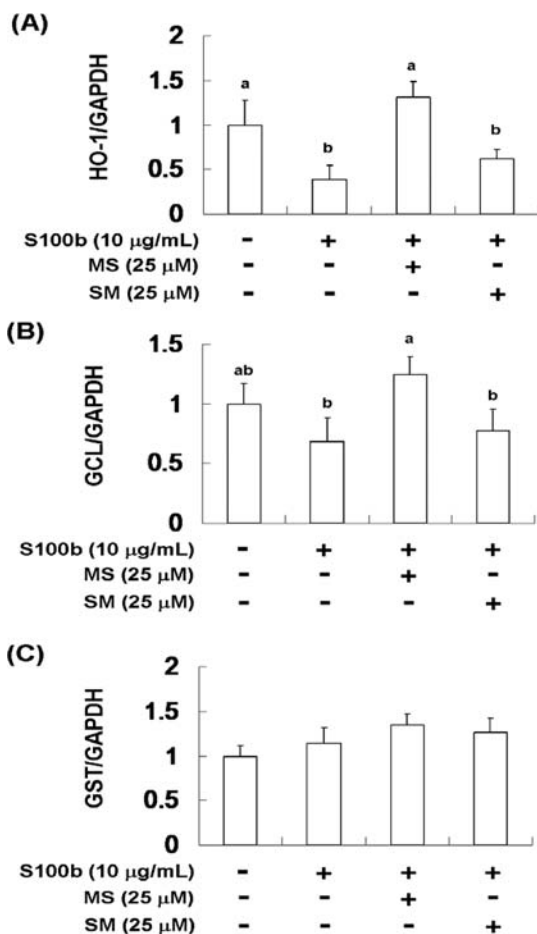 (A)
2
1.5
1
0.5
0
HO-1/GAPDH
a
b
a
b
S100b (10 μg/mL) - + + +
MS (25 μM) - - + -
SM (25 μM) - - - +
(B)
1.5
1
0.5
0
GCL/GAPDH
ab
b
a
b
S100b (10 μg/mL) - + + +
MS (25 μM) - - + -
SM (25 μM) - - - +
(C)
2
1.5
1
0.5
0
GST/GAPDH
S100b (10 μg/mL) - + + +
MS (25 μM) - - + -
SM (25 μM) - - - +